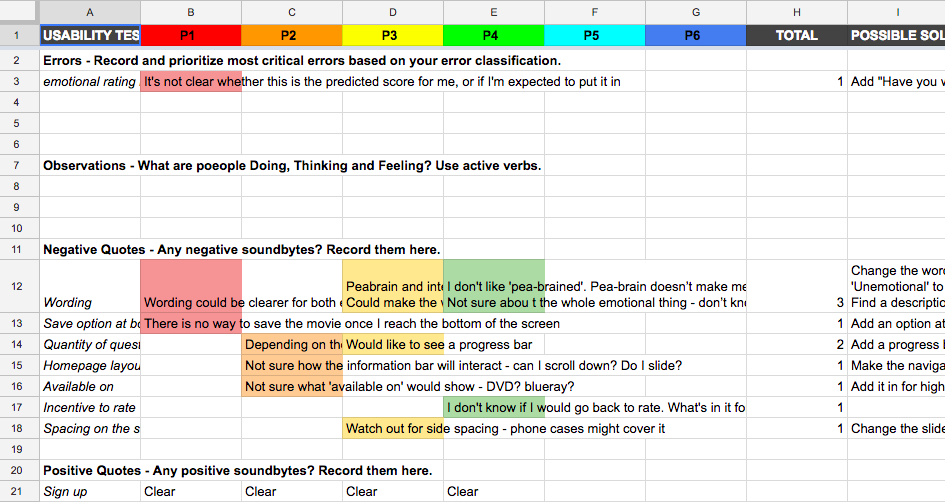 A B C D E F G H I
1 USABILITY TES P1 P2 P3 P4 P5 P6 TOTAL POSSIBLE SOL
2 Errors - Record and prioritize most critical errors based on your error classification.
3 emotional rating It's not clear whether this is the predicted score for me, or if I'm expected to put it in 1 Add "Have you
4
5
6
7 Observations - What are poeople Doing, Thinking and Feeling? Use active verbs.
8
9
10
11 Negative Quotes - Any negative soundbytes? Record them here.
Change the word
Peabrain and inte I don't like 'pea-brained'. Pea-brain doesn't make me 'Unemotional' to
12 Wording Wording could be clearer for both Could make the Not sure abou t the whole emotional thing - don't kn 3 Find a descriptio
13 Save option at bo There is no way to save the movie once I reach the bottom of the screen 1 Add an option at
14 Quantity of quest Depending on the Would like to see a progress bar 2 Add a progress b
15 Homepage layou Not sure how the information bar will interact - can I scroll down? Do I slide? 1 Make the naviga
16 Available on Not sure what 'available on' would show - DVD? blueray? 1 Add it in for high
17 Incentive to rate I don't know if I would go back to rate. What's in it fo 1
18 Spacing on the s Watch out for side spacing - phone cases might cover it 1 Change the slide
19
20 Positive Quotes - Any positive soundbytes? Record them here.
21 Sign up Clear Clear Clear Clear